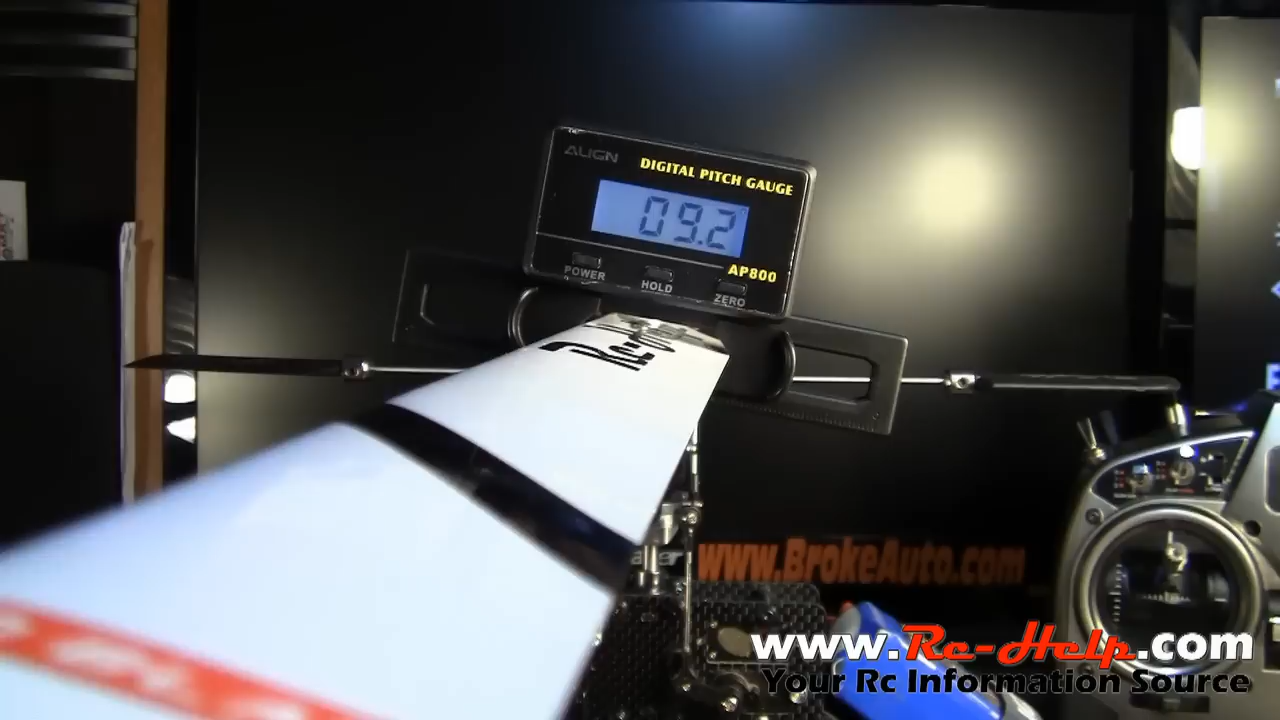 ALIGN
DIGITAL PITCH GAUGE
09.2°
AP800
POWER
HOLD
ZERO
www.BrokeAuto.com
www.Rc-Help.com
Your Rc Information Source